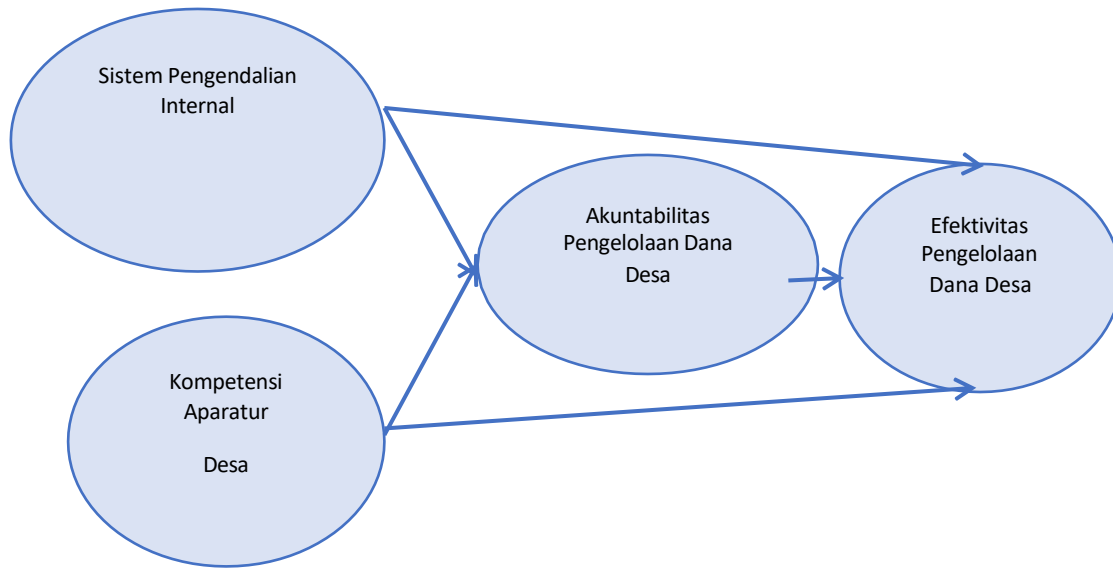 Sistem Pengendalian
Internal
Akuntabilitas
Pengelolaan Dana
Desa
Efektivitas
Pengelolaan
Dana Desa
Kompetensi
Aparatur
Desa